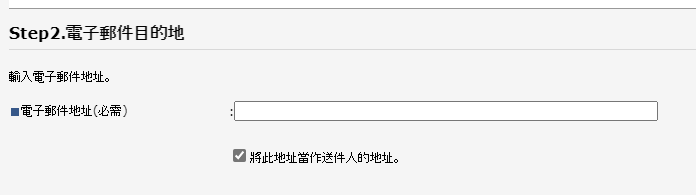 Step2.電子郵件目的地
輸入電子郵件地址。
電子郵件地址(必需) :
將此地址當作送件人的地址。